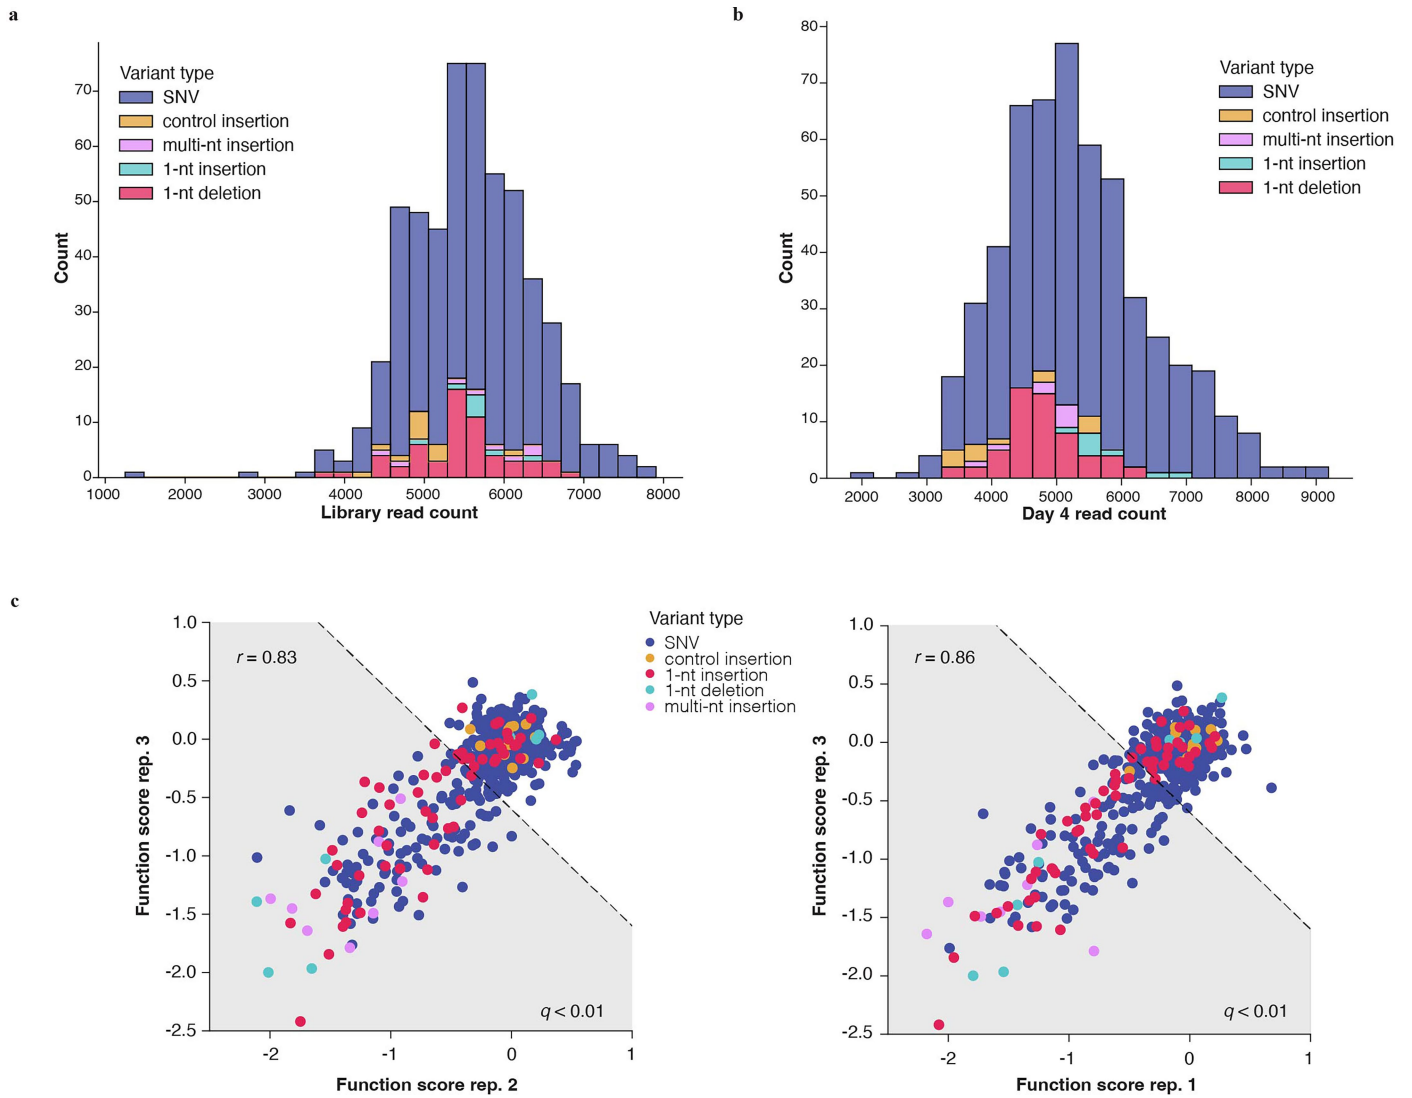 a
Variant type
SNV
control insertion
multi-nt insertion
1-nt insertion
1-nt deletion
Count
70
60
50
40
30
20
10
0
1000 2000 3000 4000 5000 6000 7000 8000
Library read count
b
Variant type
SNV
control insertion
multi-nt insertion
1-nt insertion
1-nt deletion
Count
80
70
60
50
40
30
20
10
0
2000 3000 4000 5000 6000 7000 8000 9000
Day 4 read count
c
r = 0.83
Function score rep. 3
1.0
0.5
0.0
-0.5
-1.0
-1.5
-2.0
-2.5
q < 0.01
-2 -1 0 1
Function score rep. 2
Variant type
SNV
control insertion
1-nt insertion
1-nt deletion
multi-nt insertion
r = 0.86
Function score rep. 3
1.0
0.5
0.0
-0.5
-1.0
-1.5
-2.0
-2.5
q < 0.01
-2 -1 0 1
Function score rep. 1